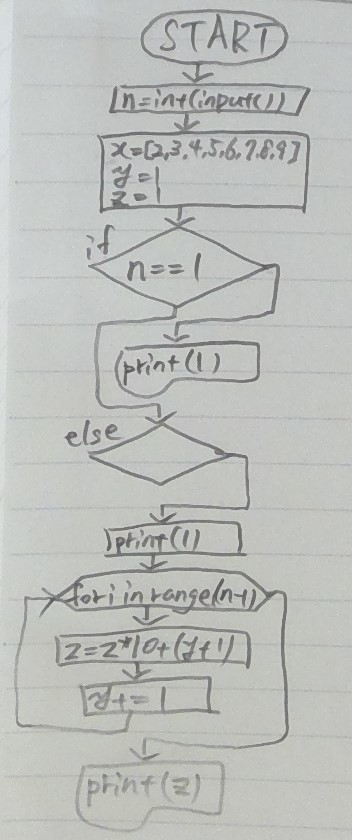 START
n=int(input())
x=[2,3,4,5,6,7,8,9]
y=1
z=1
if
n==1
print(1)
else
print(1)
for i in range(n-1)
z=z*10+(y+1)
y+=1
print(z)